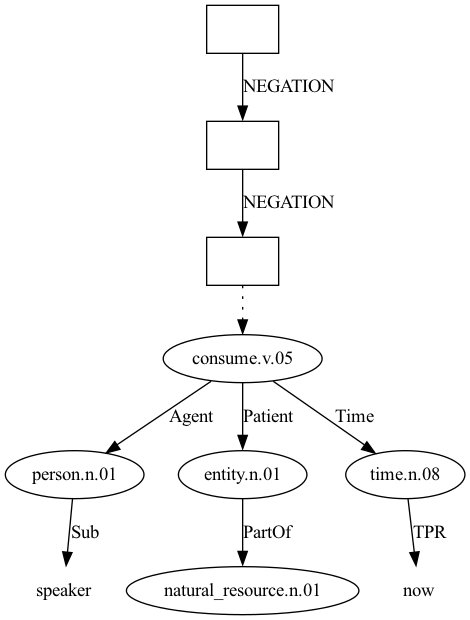 NEGATION
NEGATION
consume.v.05
Agent Patient Time
person.n.01 entity.n.01 time.n.08
Sub PartOf TPR
speaker natural_resource.n.01 now